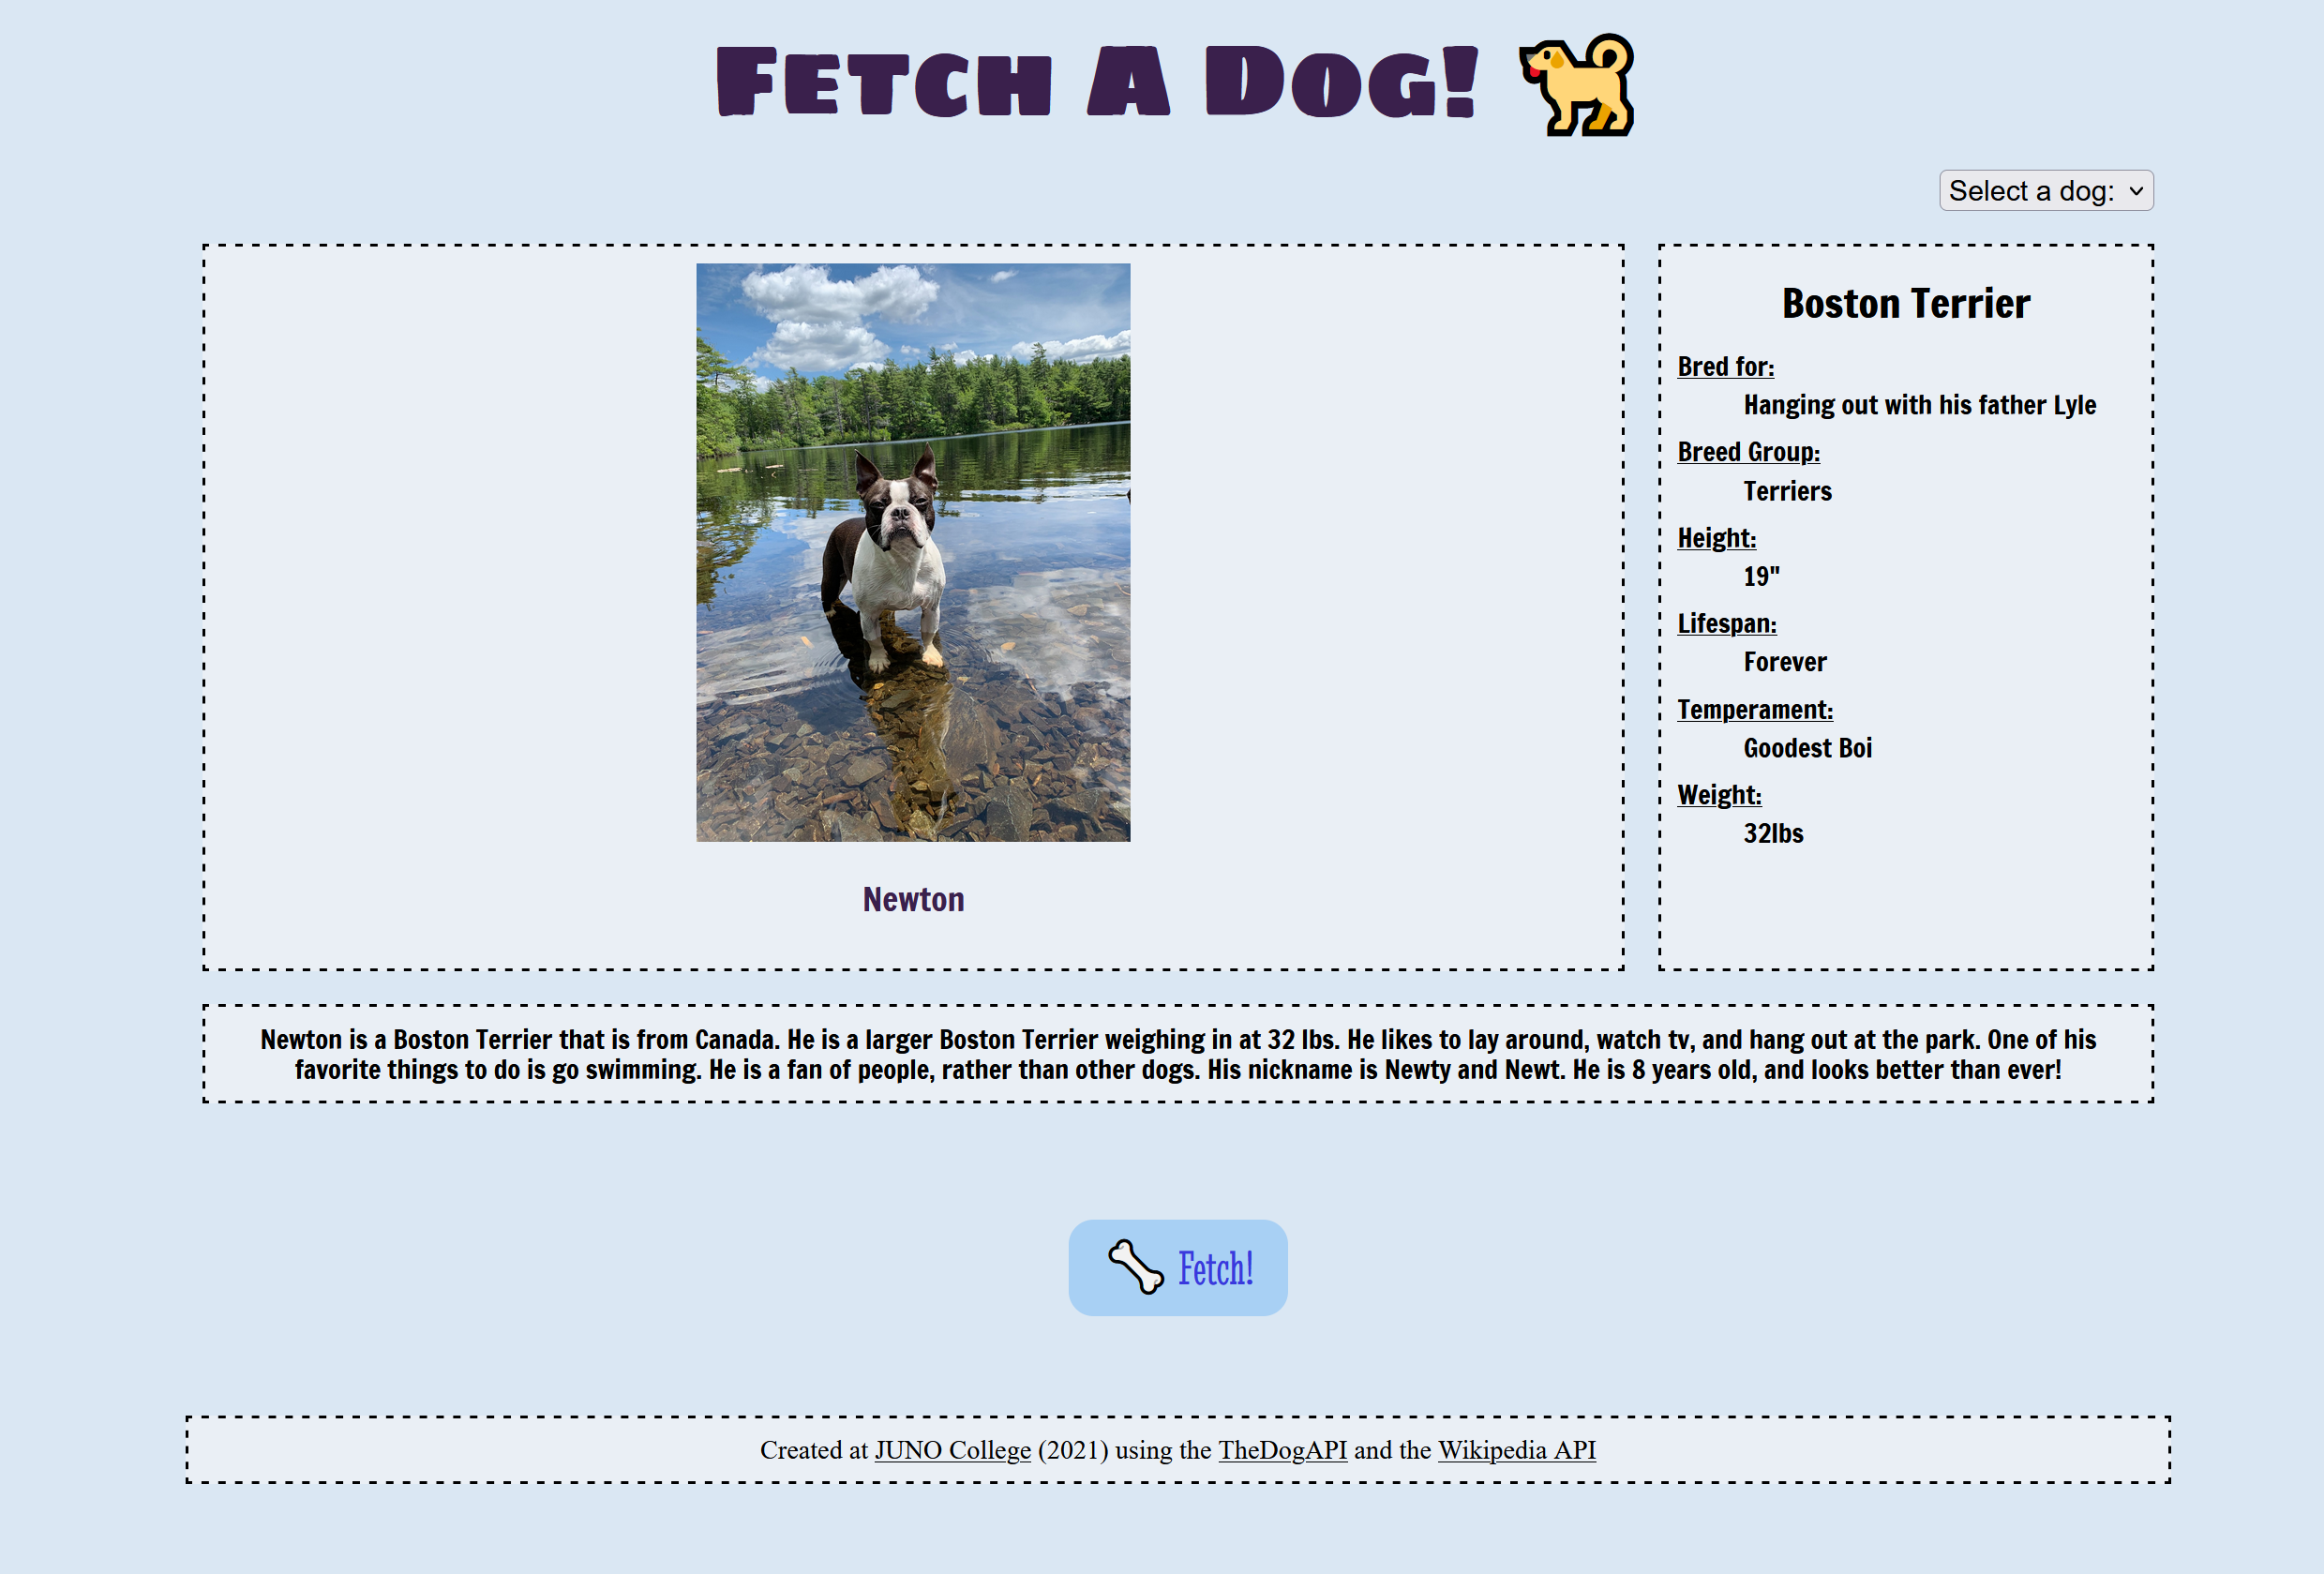 Fetch A Dog!
Select a dog:
Newton
Boston Terrier
Bred for:
Hanging out with his father Lyle
Breed Group:
Terriers
Height:
19"
Lifespan:
Forever
Temperament:
Goodest Boi
Weight:
32lbs
Newton is a Boston Terrier that is from Canada. He is a larger Boston Terrier weighing in at 32 lbs. He likes to lay around, watch tv, and hang out at the park. One of his
favorite things to do is go swimming. He is a fan of people, rather than other dogs. His nickname is Newty and Newt. He is 8 years old, and looks better than ever!
Fetch!
Created at JUNO College (2021) using the TheDogAPI and the Wikipedia API